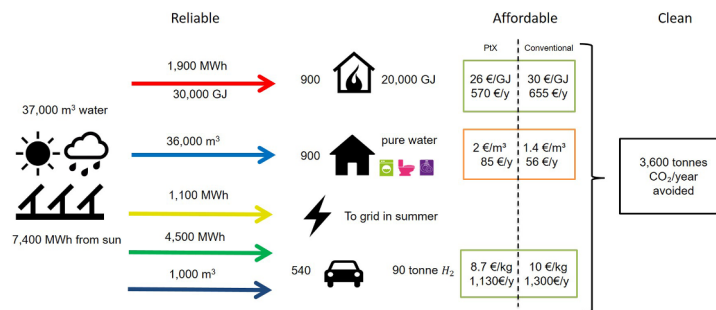 Reliable
Affordable
Clean
PtX
Conventional
1,900 MWh
30,000 GJ
900
20,000 GJ
26 €/GJ
570 €/y
30 €/GJ
655 €/y
37,000 m³ water
36,000 m³
900
pure water
2 €/m³
85 €/y
1.4 €/m³
56 €/y
3,600 tonnes
CO₂/year
avoided
1,100 MWh
To grid in summer
7,400 MWh from sun
4,500 MWh
1,000 m³
540
90 tonne H₂
8.7 €/kg
1,130€/y
10 €/kg
1,300€/y